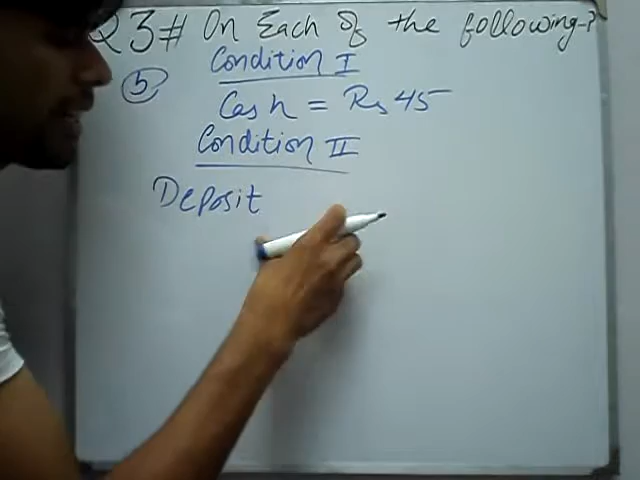 Q3# On Each of the following-?
5 Condition I
Cash = Rs 45
Condition II
Deposit